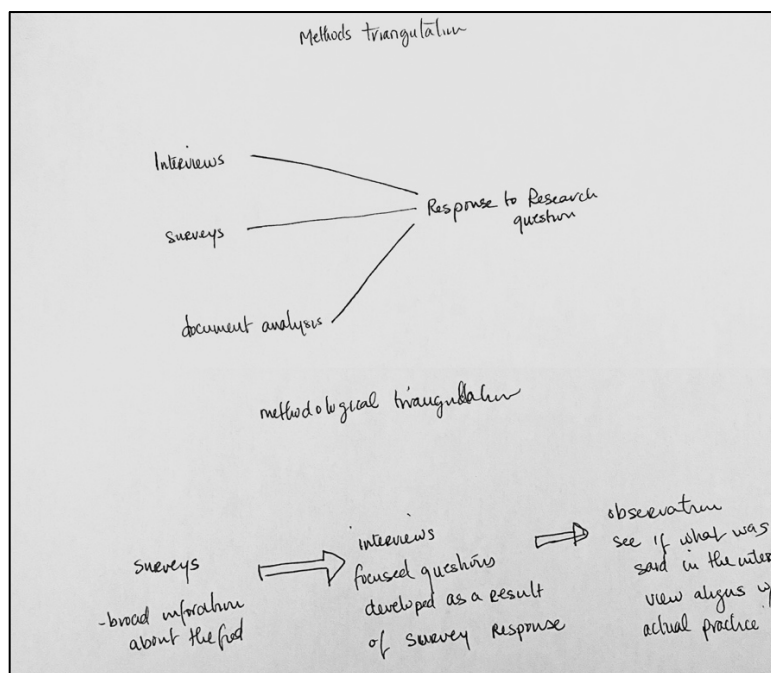 Methods triangulation
Interviews
Response to Research
question
Surveys
document analysis
methodological triangulation
Surveys
-broad inforation
about the
interviews
focused questions
developed as a result
of survey Response
observation
see if what was
said in the inter
view aligns w
actual practice